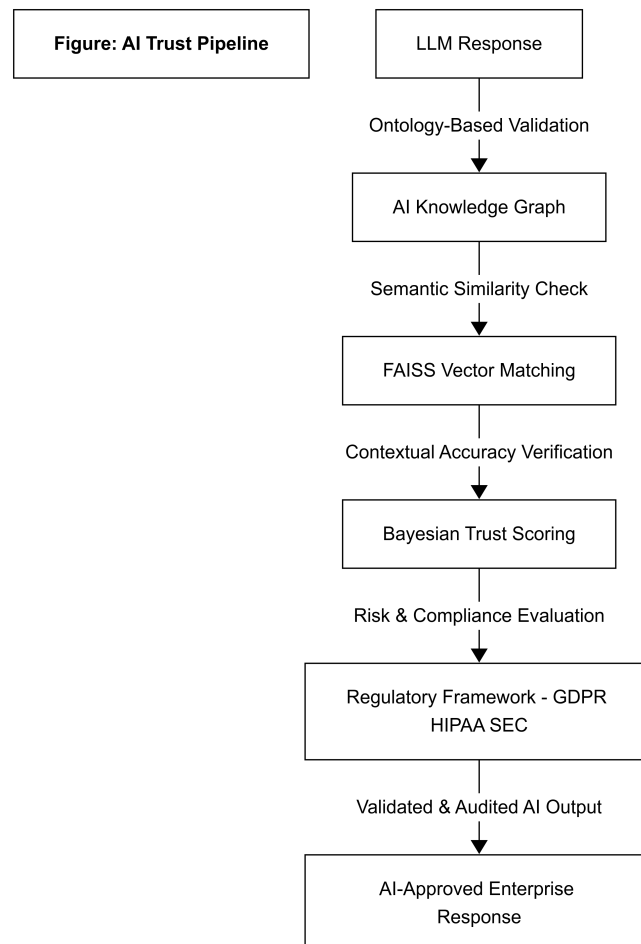 Figure: AI Trust Pipeline
LLM Response
Ontology-Based Validation
AI Knowledge Graph
Semantic Similarity Check
FAISS Vector Matching
Contextual Accuracy Verification
Bayesian Trust Scoring
Risk & Compliance Evaluation
Regulatory Framework - GDPR
HIPAA SEC
Validated & Audited AI Output
AI-Approved Enterprise
Response